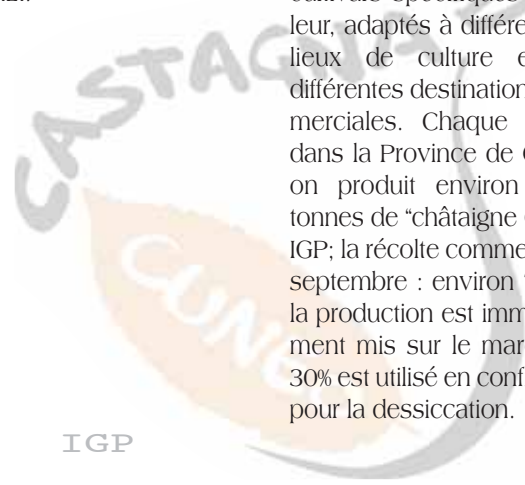 leur, adaptés à différe
lieux de culture e
différentes destination
merciales. Chaque
dans la Province de
on produit environ
tonnes de “châtaigne
IGP; la récolte comme
septembre : environ
la production est imm
ment mis sur le mar
30% est utilisé en conf
pour la dessiccation.
CASTAGN
CUNE
IGP